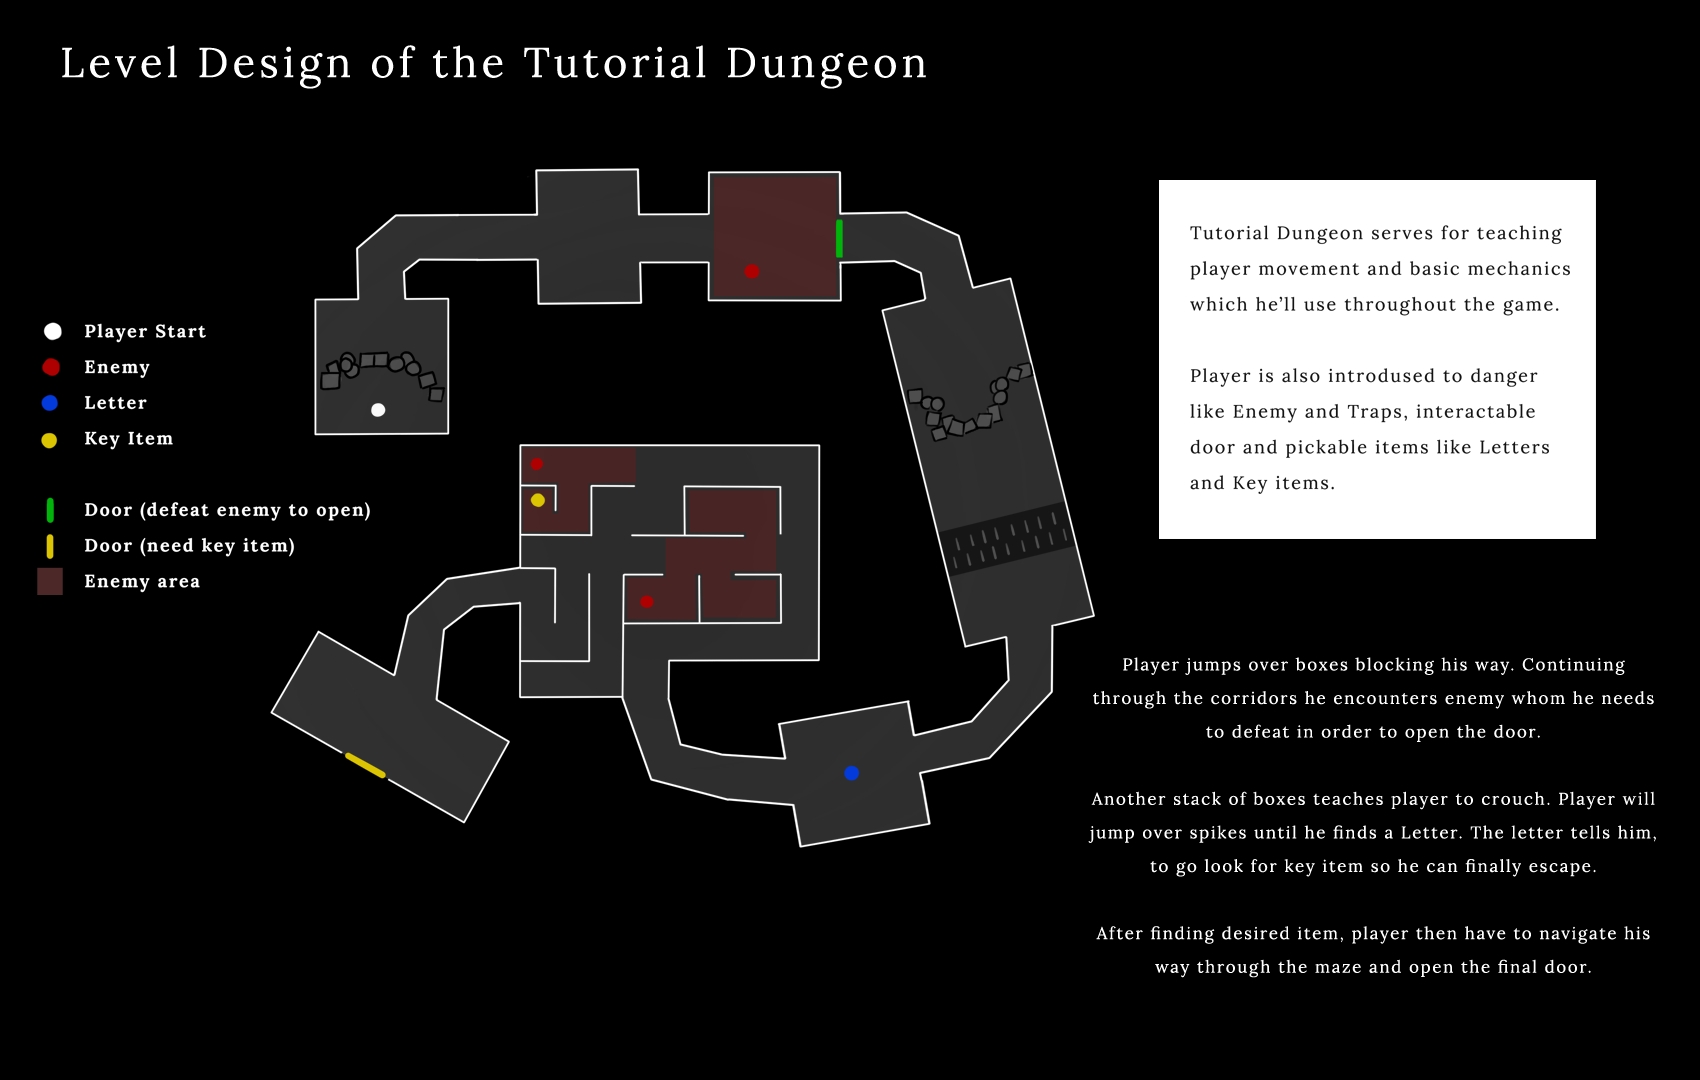 Level Design of the Tutorial Dungeon
Player Start
Enemy
Letter
Key Item
Door (defeat enemy to open)
Door (need key item)
Enemy area
Tutorial Dungeon serves for teaching
player movement and basic mechanics
which he’ll use throughout the game.
Player is also introdused to danger
like Enemy and Traps, interactable
door and pickable items like Letters
and Key items.
Player jumps over boxes blocking his way. Continuing
through the corridors he encounters enemy whom he needs
to defeat in order to open the door.
Another stack of boxes teaches player to crouch. Player will
jump over spikes until he finds a Letter. The letter tells him,
to go look for key item so he can finally escape.
After finding desired item, player then have to navigate his
way through the maze and open the final door.